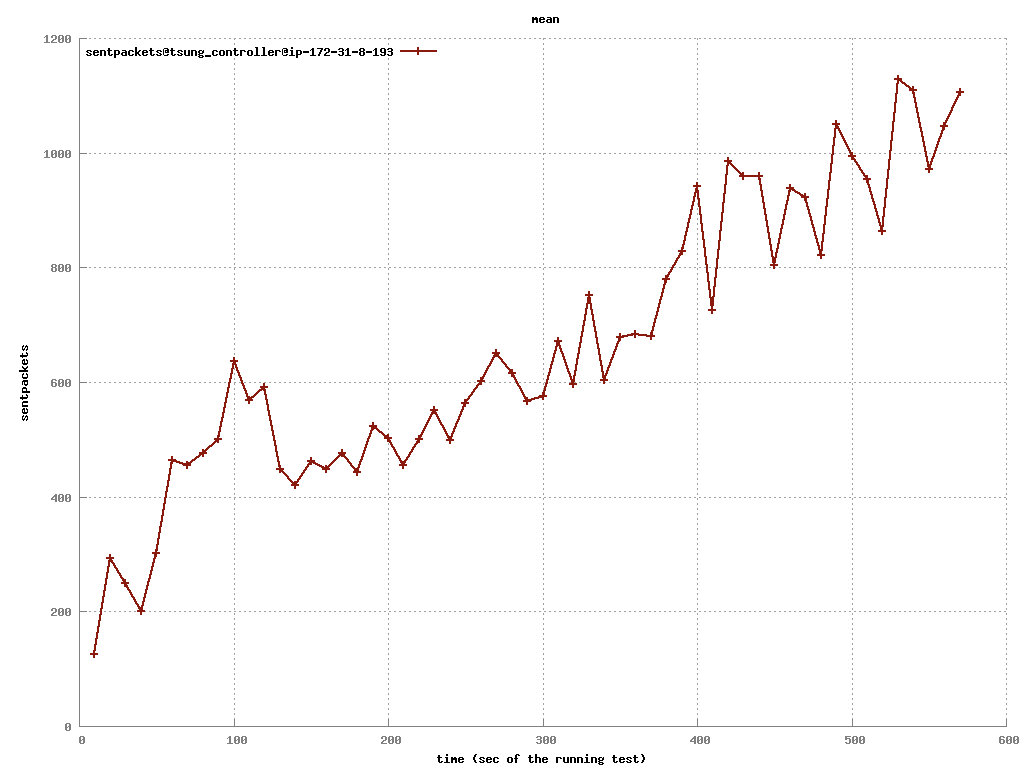 mean
1200
sentpackets@tsung_controller@ip-172-31-8-193
1000
800
600
400
200
0
sentpackets
0 100 200 300 400 500 600
time (sec of the running test)